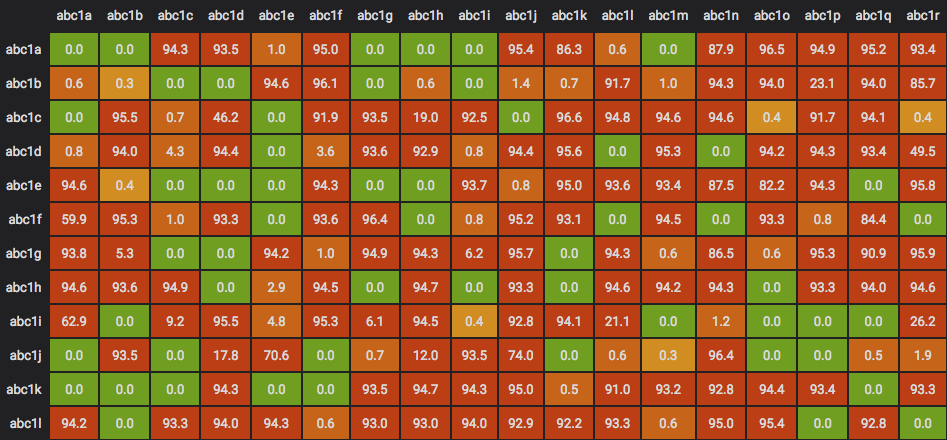 abc1a abc1b abc1c abc1d abc1e abc1f abc1g abc1h abc1i abc1j abc1k abc1l abc1m abc1n abc1o abc1p abc1q abc1r
abc1a 0.0 0.0 94.3 93.5 1.0 95.0 0.0 0.0 0.0 95.4 86.3 0.6 0.0 87.9 96.5 94.9 95.2 93.4
abc1b 0.6 0.3 0.0 0.0 94.6 96.1 0.0 0.6 0.0 1.4 0.7 91.7 1.0 94.3 94.0 23.1 94.0 85.7
abc1c 0.0 95.5 0.7 46.2 0.0 91.9 93.5 19.0 92.5 0.0 96.6 94.8 94.6 94.6 0.4 91.7 94.1 0.4
abc1d 0.8 94.0 4.3 94.4 0.0 3.6 93.6 92.9 0.8 94.4 95.6 0.0 95.3 0.0 94.2 94.3 93.4 49.5
abc1e 94.6 0.4 0.0 0.0 0.0 94.3 0.0 0.0 93.7 0.8 95.0 93.6 93.4 87.5 82.2 94.3 0.0 95.8
abc1f 59.9 95.3 1.0 93.3 0.0 93.6 96.4 0.0 0.8 95.2 93.1 0.0 94.5 0.0 93.3 0.8 84.4 0.0
abc1g 93.8 5.3 0.0 0.0 94.2 1.0 94.9 94.3 6.2 95.7 0.0 94.3 0.6 86.5 0.6 95.3 90.9 95.9
abc1h 94.6 93.6 94.9 0.0 2.9 94.5 0.0 94.7 0.0 93.3 0.0 94.6 94.2 94.3 0.0 93.3 94.0 94.6
abc1i 62.9 0.0 9.2 95.5 4.8 95.3 6.1 94.5 0.4 92.8 94.1 21.1 0.0 1.2 0.0 0.0 0.0 26.2
abc1j 0.0 93.5 0.0 17.8 70.6 0.0 0.7 12.0 93.5 74.0 0.0 0.6 0.3 96.4 0.0 0.0 0.5 1.9
abc1k 0.0 0.0 0.0 94.3 0.0 0.0 93.5 94.7 94.3 95.0 0.5 91.0 93.2 92.8 94.4 93.4 0.0 93.3
abc1l 94.2 0.0 93.3 94.0 94.3 0.6 93.0 93.0 94.0 92.9 92.2 93.3 0.6 95.0 95.4 0.0 92.8 0.0